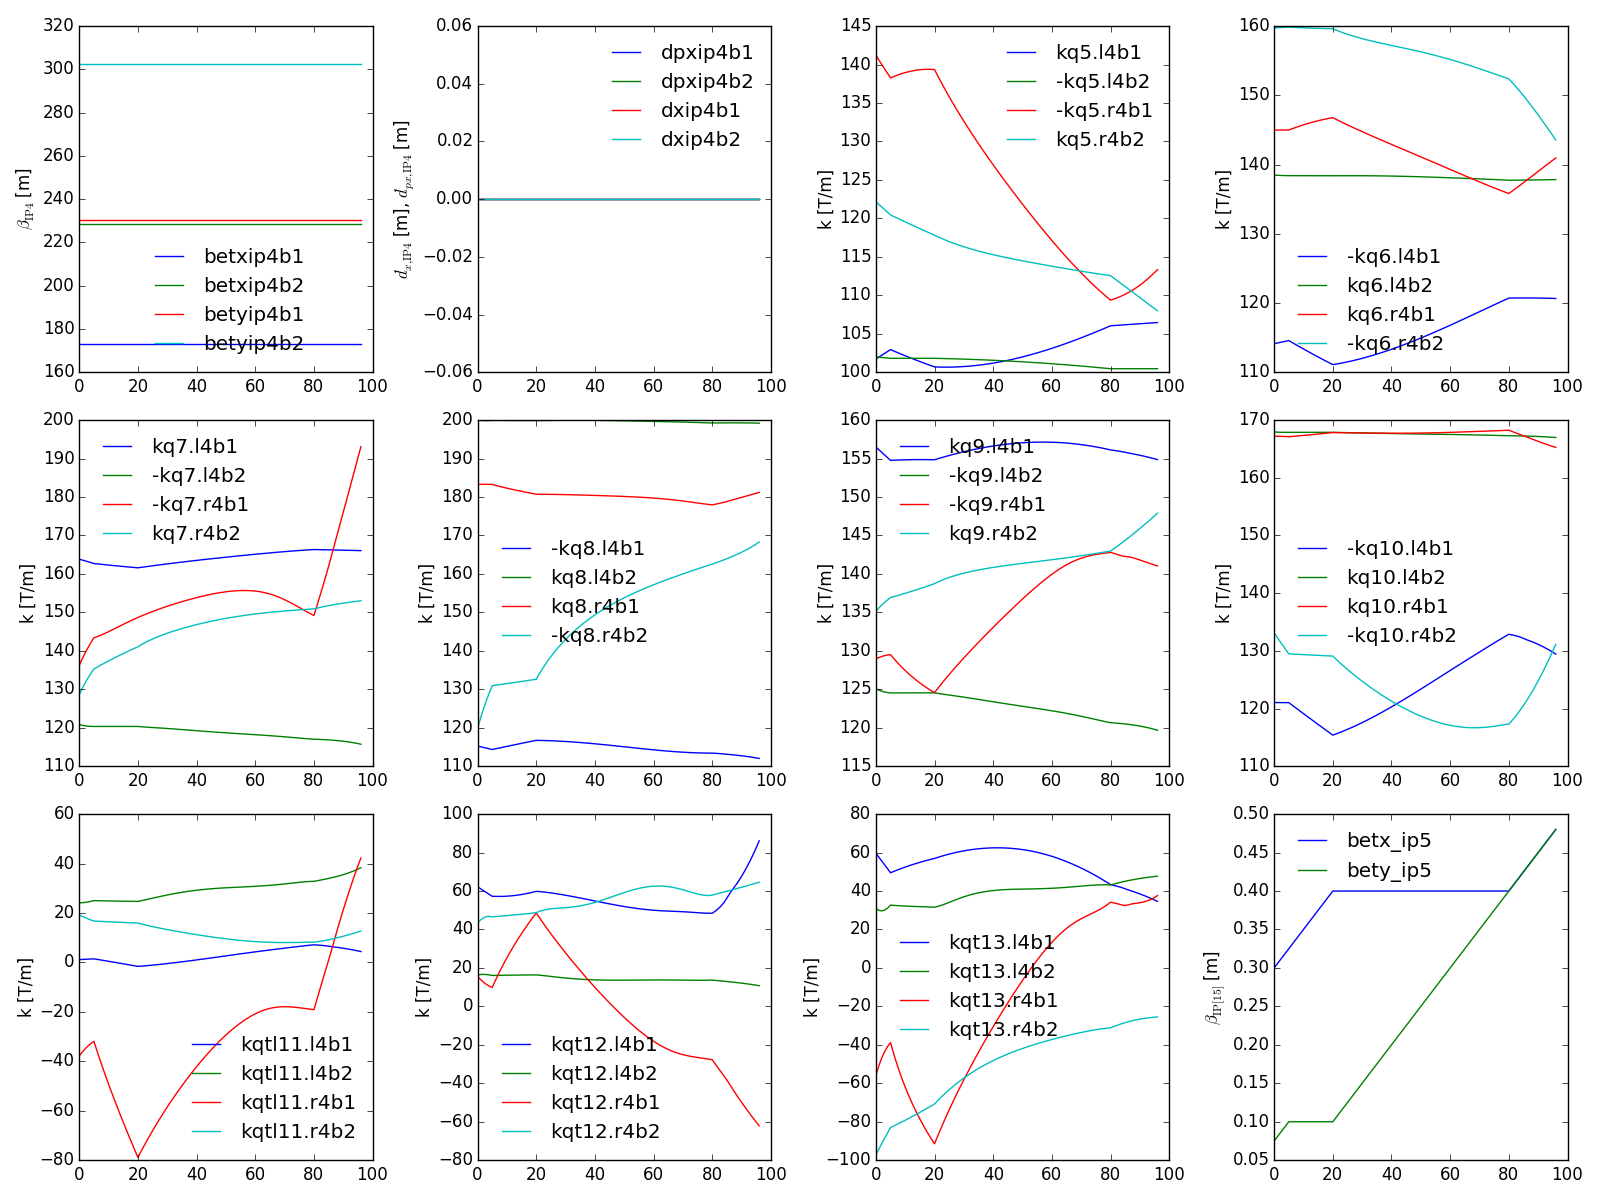 320
300
280
260
240
220
200
180
160
β_IP4 [m]
betxip4b1
betxip4b2
betyip4b1
betyip4b2
0 20 40 60 80 100
0.06
0.04
0.02
0.00
−0.02
−0.04
−0.06
d_x,IP4 [m], d_px,IP4 [m]
dpxip4b1
dpxip4b2
dxip4b1
dxip4b2
0 20 40 60 80 100
145
140
135
130
125
120
115
110
105
100
k [T/m]
kq5.l4b1
-kq5.l4b2
-kq5.r4b1
kq5.r4b2
0 20 40 60 80 100
160
150
140
130
120
110
k [T/m]
-kq6.l4b1
kq6.l4b2
kq6.r4b1
-kq6.r4b2
0 20 40 60 80 100
200
190
180
170
160
150
140
130
120
110
k [T/m]
kq7.l4b1
-kq7.l4b2
-kq7.r4b1
kq7.r4b2
0 20 40 60 80 100
200
190
180
170
160
150
140
130
120
110
k [T/m]
-kq8.l4b1
kq8.l4b2
kq8.r4b1
-kq8.r4b2
0 20 40 60 80 100
160
155
150
145
140
135
130
125
120
115
k [T/m]
kq9.l4b1
-kq9.l4b2
-kq9.r4b1
kq9.r4b2
0 20 40 60 80 100
170
160
150
140
130
120
110
k [T/m]
-kq10.l4b1
kq10.l4b2
kq10.r4b1
-kq10.r4b2
0 20 40 60 80 100
60
40
20
0
−20
−40
−60
−80
k [T/m]
kqtl11.l4b1
kqtl11.l4b2
kqtl11.r4b1
kqtl11.r4b2
0 20 40 60 80 100
100
80
60
40
20
0
−20
−40
−60
−80
k [T/m]
kqt12.l4b1
kqt12.l4b2
kqt12.r4b1
kqt12.r4b2
0 20 40 60 80 100
80
60
40
20
0
−20
−40
−60
−80
−100
k [T/m]
kqt13.l4b1
kqt13.l4b2
kqt13.r4b1
kqt13.r4b2
0 20 40 60 80 100
0.50
0.45
0.40
0.35
0.30
0.25
0.20
0.15
0.10
0.05
β_IP[15] [m]
betx_ip5
bety_ip5
0 20 40 60 80 100